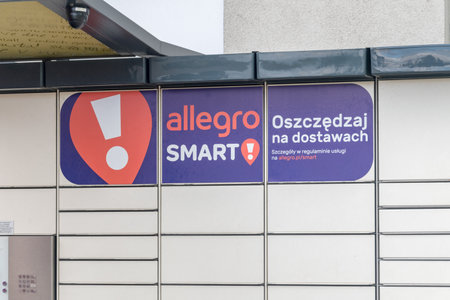 allegro
SMART!
Oszczędzaj
na dostawach
Szczegóły w regulaminie usługi
na allegro.pl/smart